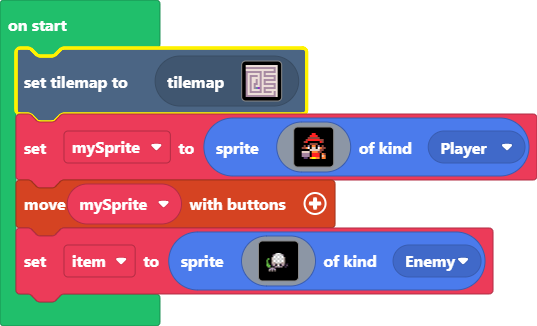 on start
set tilemap to tilemap
set mySprite to sprite of kind Player
move mySprite with buttons
set item to sprite of kind Enemy